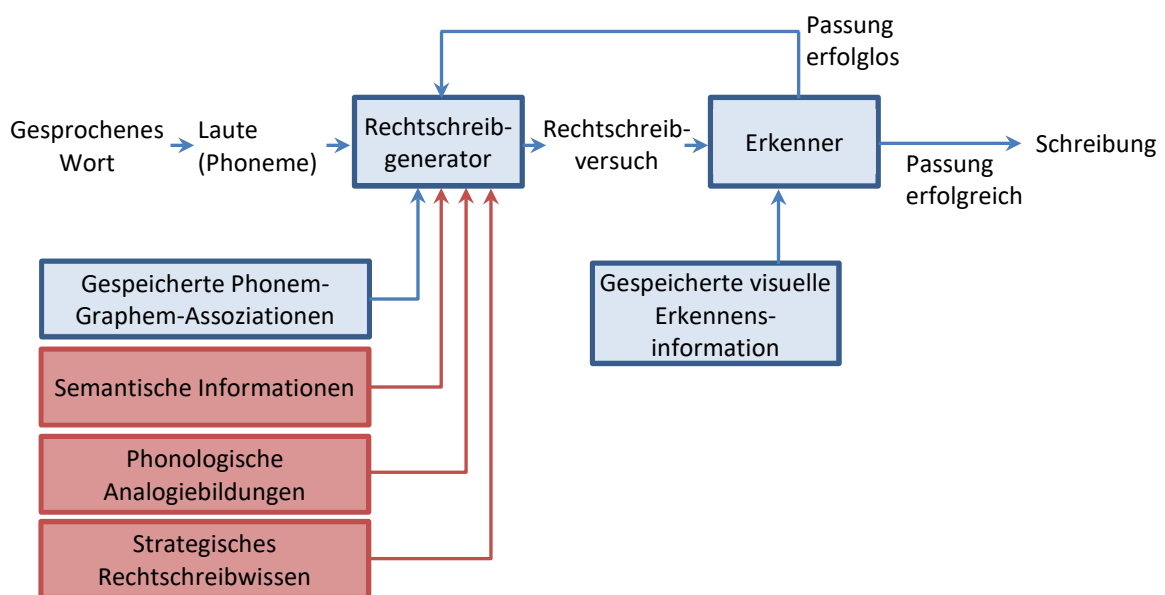 Passung
erfolglos
Gesprochenes
Wort
Laute
(Phoneme)
Rechtschreib-
generator
Rechtschreib-
versuch
Erkenner
Passung
erfolgreich
Schreibung
Gespeicherte Phonem-
Graphem-Assoziationen
Gespeicherte visuelle
Erkennens-
information
Semantische Informationen
Phonologische
Analogiebildungen
Strategisches
Rechtschreibwissen